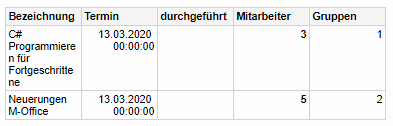 Bezeichnung Termin durchgeführt Mitarbeiter Gruppen
C# 13.03.2020 3 1
Programmiere 00:00:00
n für
Fortgeschritte
ne
Neuerungen 13.03.2020 5 2
M-Office 00:00:00